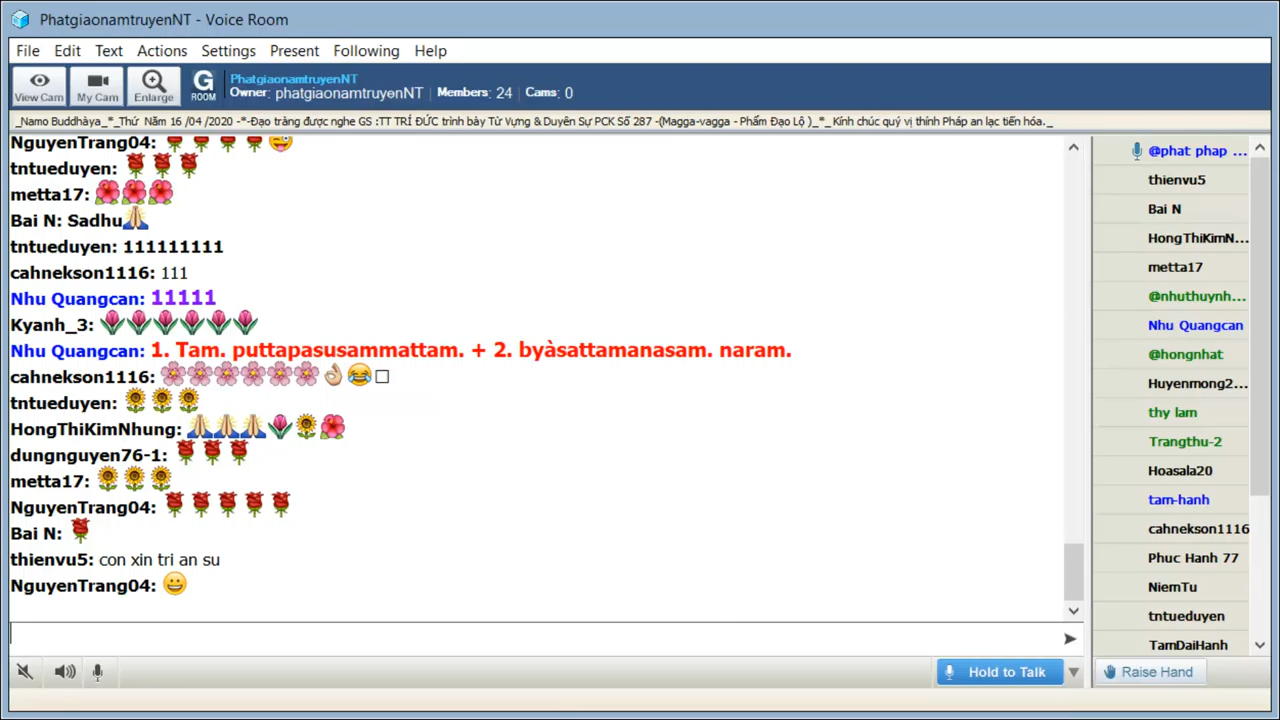 PhatgiaonamtruyenNT - Voice Room
File Edit Text Actions Settings Present Following Help
View Cam My Cam Enlarge G ROOM
PhatgiaonamtruyenNT
Owner: phatgiaonamtruyenNT Members: 24 Cams: 0
_Namo Buddhàya_*_Thứ Năm 16 /04 /2020 -*-Đạo tràng được nghe GS :TT TRÍ ĐỨC trình bày Từ Vựng & Duyên Sự PCK Số 287 -(Magga-vagga - Phẩm Đạo Lộ )_*_ Kính chúc quý vị thính Pháp an lạc tiến hóa._
NguyenTrang04: 🌹🌹🌹🌹😜
tntueduyen: 🌹🌹🌹
metta17: 🌺🌺🌺
Bai N: Sadhu🙏
tntueduyen: 111111111
cahnekson1116: 111
Nhu Quangcan: 11111
Kyanh_3: 🌷🌷🌷🌷🌷🌷
Nhu Quangcan: 1. Tam. puttapasusammattam. + 2. byàsattamanasam. naram.
cahnekson1116: 🌸🌸🌸🌸🌸🌸👌😂□
tntueduyen: 🌻🌻🌻
HongThiKimNhung: 🙏🙏🙏🌷🌻🌺
dungnguyen76-1: 🌹🌹🌹
metta17: 🌻🌻🌻
NguyenTrang04: 🌹🌹🌹🌹🌹
Bai N: 🌹
thienvu5: con xin tri an su
NguyenTrang04: 😀
@phat phap ...
thienvu5
Bai N
HongThiKimN...
metta17
@nhuthuynh...
Nhu Quangcan
@hongnhat
Huyenmong2...
thy lam
Trangthu-2
Hoasala20
tam-hanh
cahnekson1116
Phuc Hanh 77
NiemTu
tntueduyen
TamDaiHanh
Hold to Talk
Raise Hand